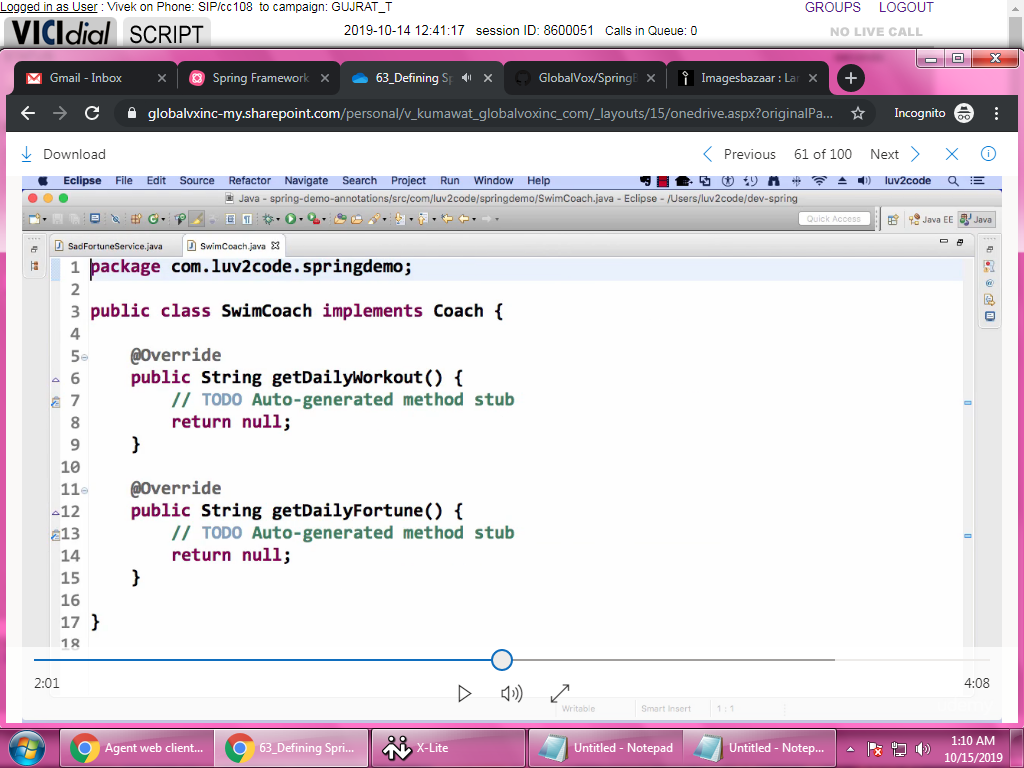 Logged in as User : Vivek on Phone: SIP/cc108 to campaign: GUJRAT_T
GROUPS LOGOUT
VICIdial SCRIPT
2019-10-14 12:41:17 session ID: 8600051 Calls in Queue: 0
NO LIVE CALL
Gmail - Inbox
Spring Framework
63_Defining Sp
GlobalVox/SpringB
Imagesbazaar : Lar
globalvxinc-my.sharepoint.com/personal/v_kumawat_globalvoxinc_com/_layouts/15/onedrive.aspx?originalPa...
Incognito
Download
Previous 61 of 100 Next
Eclipse File Edit Source Refactor Navigate Search Project Run Window Help
luv2code
Java - spring-demo-annotations/src/com/luv2code/springdemo/SwimCoach.java - Eclipse - /Users/luv2code/dev-spring
Quick Access
Java EE
Java
SadFortuneService.java
SwimCoach.java
1 package com.luv2code.springdemo;
2
3 public class SwimCoach implements Coach {
4
5 @Override
6 public String getDailyWorkout() {
7 // TODO Auto-generated method stub
8 return null;
9 }
10
11 @Override
12 public String getDailyFortune() {
13 // TODO Auto-generated method stub
14 return null;
15 }
16
17 }
18
2:01
4:08
Writable Smart Insert 1 : 1
Agent web client...
63_Defining Spri...
X-Lite
Untitled - Notepad
Untitled - Notep...
1:10 AM
10/15/2019